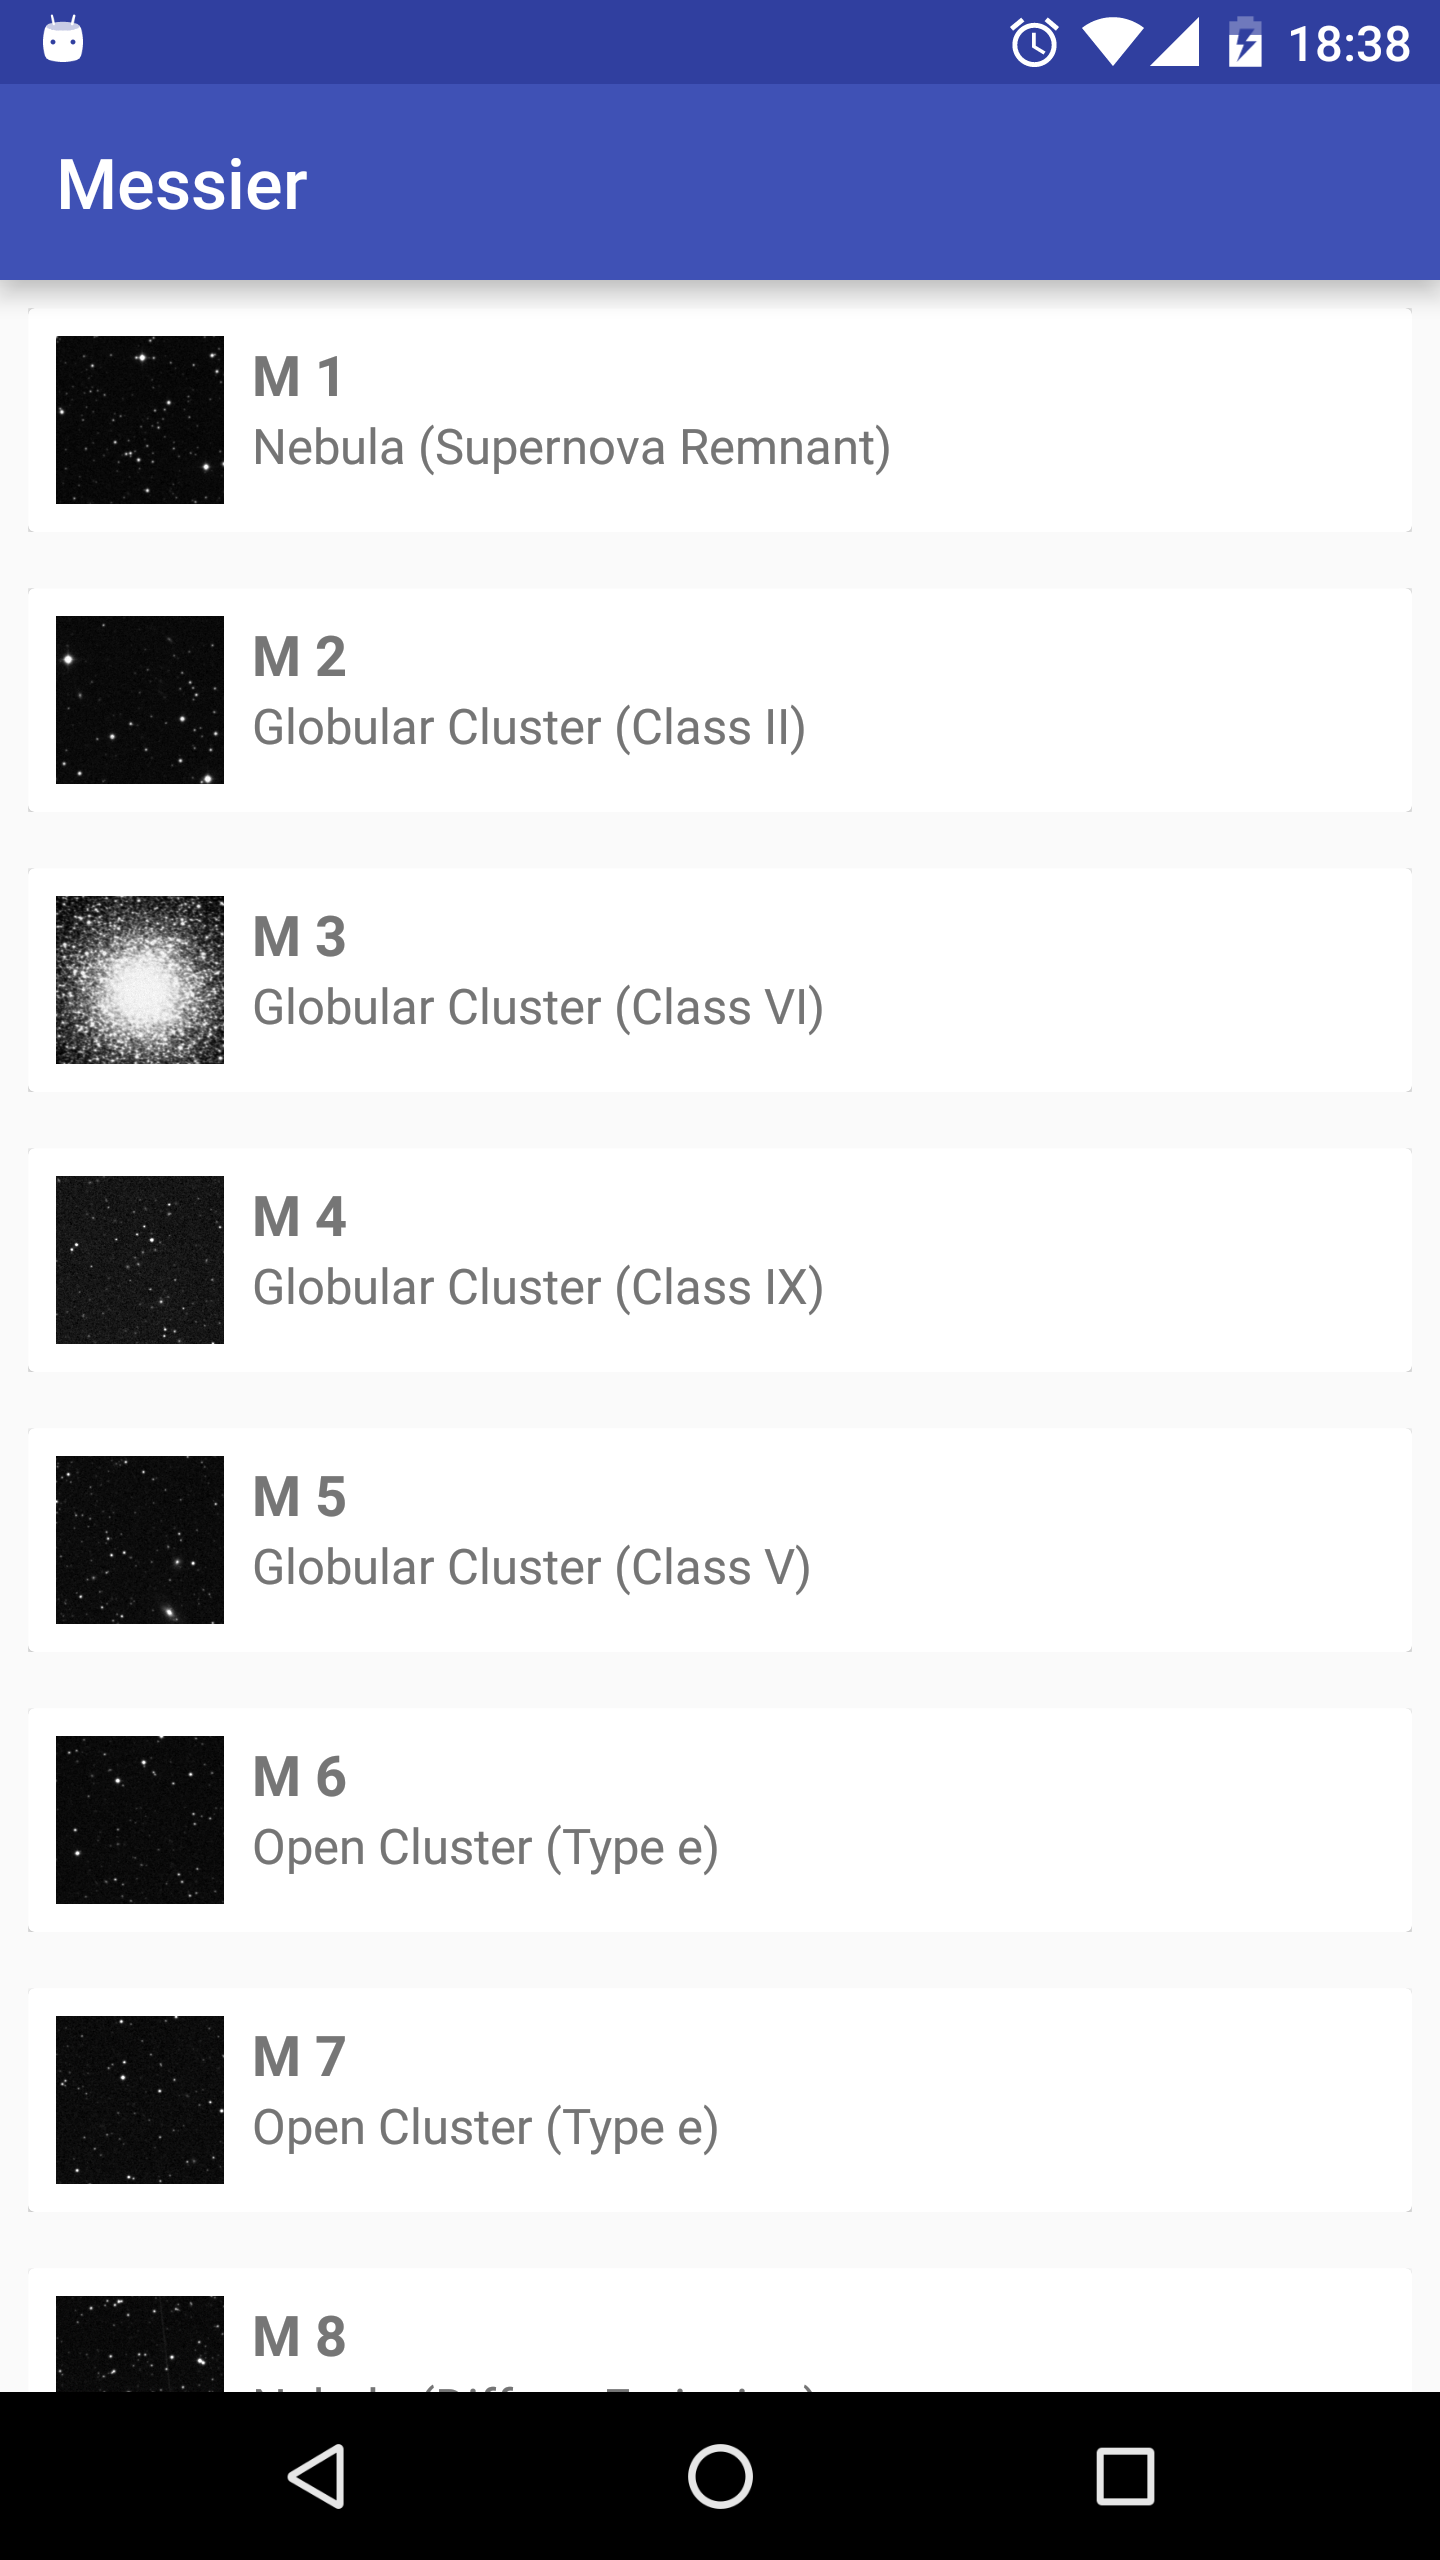 18:38
Messier
M 1
Nebula (Supernova Remnant)
M 2
Globular Cluster (Class II)
M 3
Globular Cluster (Class VI)
M 4
Globular Cluster (Class IX)
M 5
Globular Cluster (Class V)
M 6
Open Cluster (Type e)
M 7
Open Cluster (Type e)
M 8